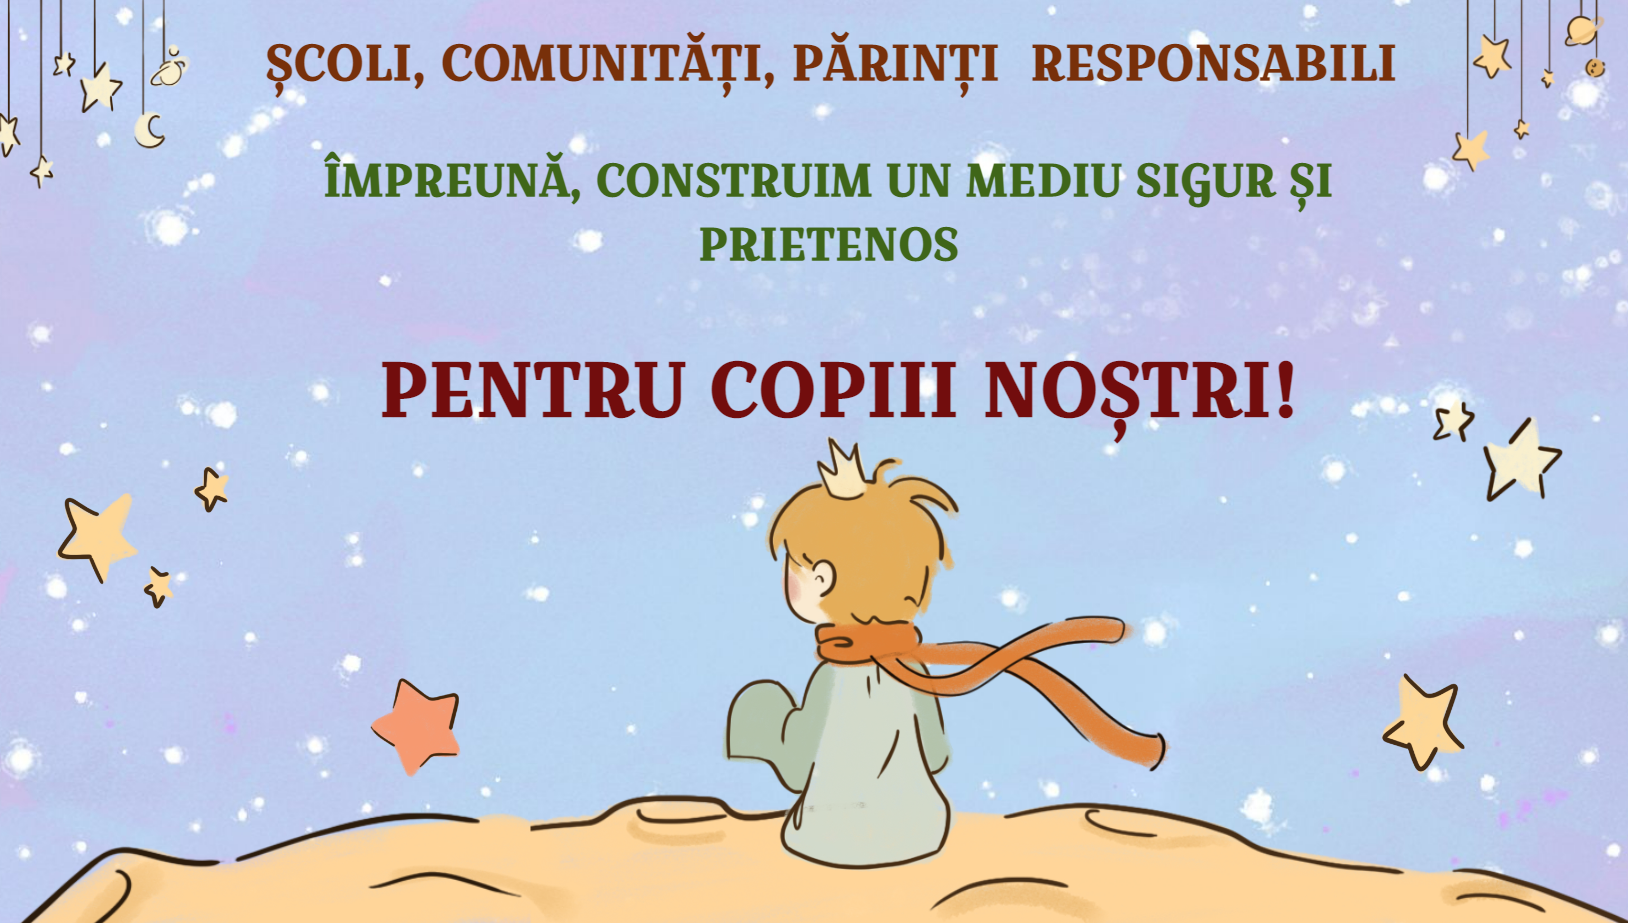 ȘCOLI, COMUNITĂȚI, PĂRINȚI  RESPONSABILI
ÎMPREUNĂ, CONSTRUIM UN MEDIU SIGUR ȘI
PRIETENOS
PENTRU COPIII NOȘTRI!